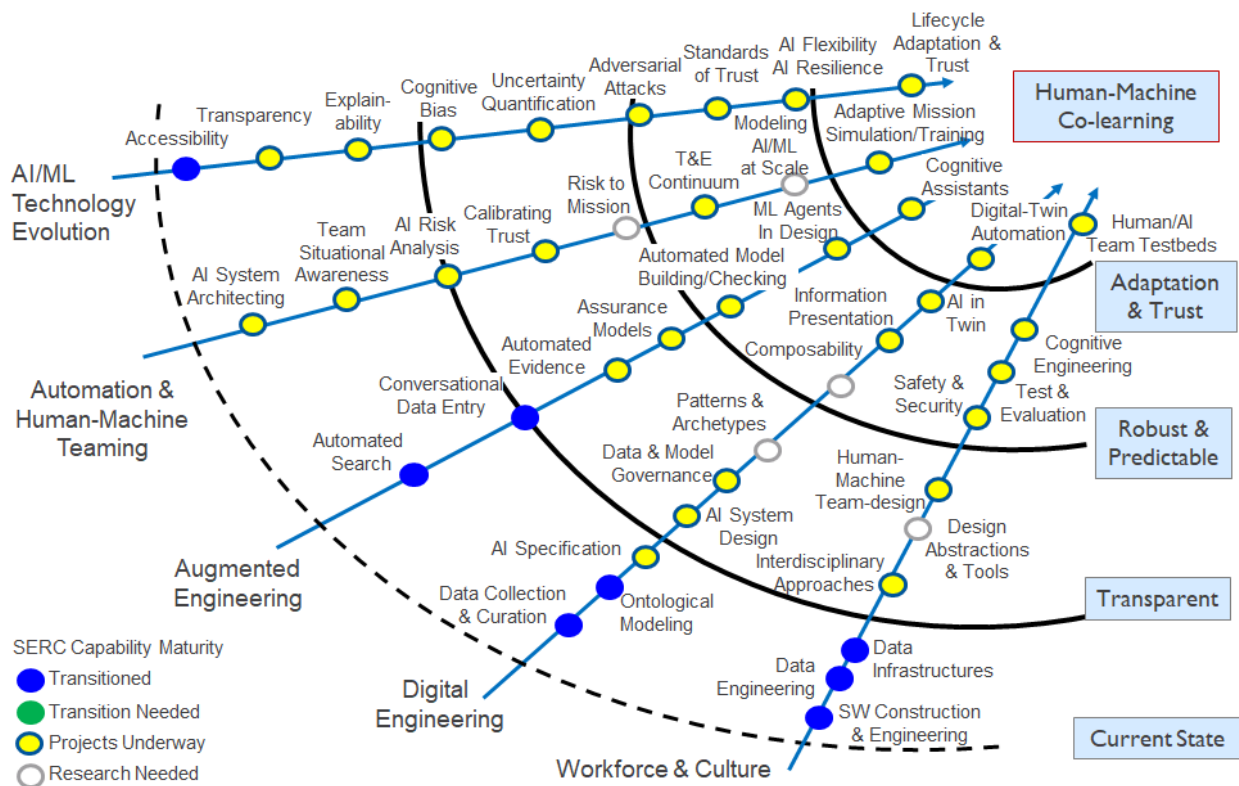 Accessibility
Transparency
Explain-
ability
Cognitive
Bias
Uncertainty
Quantification
Adversarial
Attacks
Standards
of Trust
AI Flexibility
AI Resilience
Lifecycle
Adaptation &
Trust
AI/ML
Technology
Evolution
AI System
Architecting
Team
Situational
Awareness
AI Risk
Analysis
Calibrating
Trust
Risk to
Mission
T&E
Continuum
Modeling
AI/ML
at Scale
Adaptive Mission
Simulation/Training
Automation &
Human-Machine
Teaming
Automated
Search
Conversational
Data Entry
Automated
Evidence
Assurance
Models
Automated Model
Building/Checking
ML Agents
In Design
Cognitive
Assistants
Augmented
Engineering
Data Collection
& Curation
Ontological
Modeling
AI Specification
AI System
Design
Data & Model
Governance
Patterns &
Archetypes
Composability
Information
Presentation
AI in
Twin
Digital-Twin
Automation
Digital
Engineering
SW Construction
& Engineering
Data
Engineering
Data
Infrastructures
Interdisciplinary
Approaches
Design
Abstractions
& Tools
Human-
Machine
Team-design
Safety &
Security
Test &
Evaluation
Cognitive
Engineering
Human/AI
Team Testbeds
Workforce & Culture
Human-Machine
Co-learning
Adaptation
& Trust
Robust &
Predictable
Transparent
Current State
SERC Capability Maturity
Transitioned
Transition Needed
Projects Underway
Research Needed